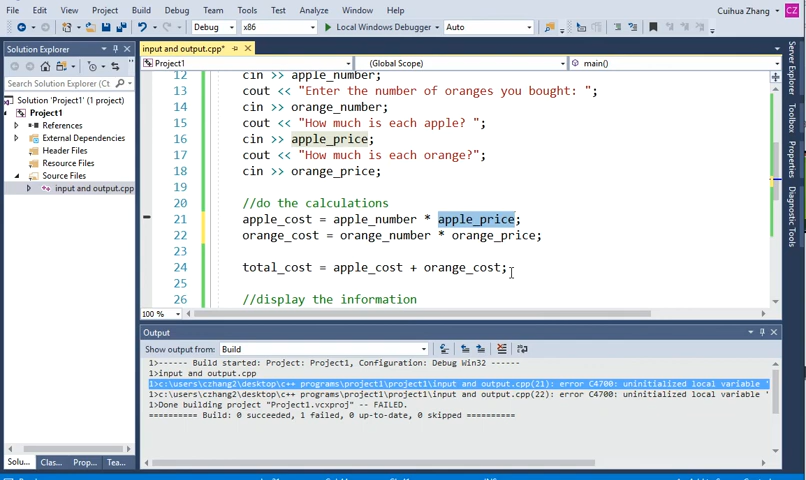 File Edit View Project Build Debug Team Tools Test Analyze Window Help Cuihua Zhang CZ
Debug x86 Local Windows Debugger Auto
Solution Explorer
input and output.cpp*
Project1 (Global Scope) main()
Search Solution Explorer (Ct
Solution 'Project1' (1 project)
Project1
References
External Dependencies
Header Files
Resource Files
Source Files
input and output.cpp
12 cin >> apple_number;
13 cout << "Enter the number of oranges you bought: ";
14 cin >> orange_number;
15 cout << "How much is each apple? ";
16 cin >> apple_price;
17 cout << "How much is each orange?";
18 cin >> orange_price;
19
20 //do the calculations
21 apple_cost = apple_number * apple_price;
22 orange_cost = orange_number * orange_price;
23
24 total_cost = apple_cost + orange_cost;
25
26 //display the information
100 %
Server Explorer
Toolbox
Properties
Diagnostic Tools
Output
Show output from: Build
1>------ Build started: Project: Project1, Configuration: Debug Win32 ------
1>input and output.cpp
1>c:\users\czhang2\desktop\c++ programs\project1\project1\input and output.cpp(21): error C4700: uninitialized local variable '
1>c:\users\czhang2\desktop\c++ programs\project1\project1\input and output.cpp(22): error C4700: uninitialized local variable '
1>Done building project "Project1.vcxproj" -- FAILED.
========== Build: 0 succeeded, 1 failed, 0 up-to-date, 0 skipped ==========
Solu... Clas... Prop... Tea...